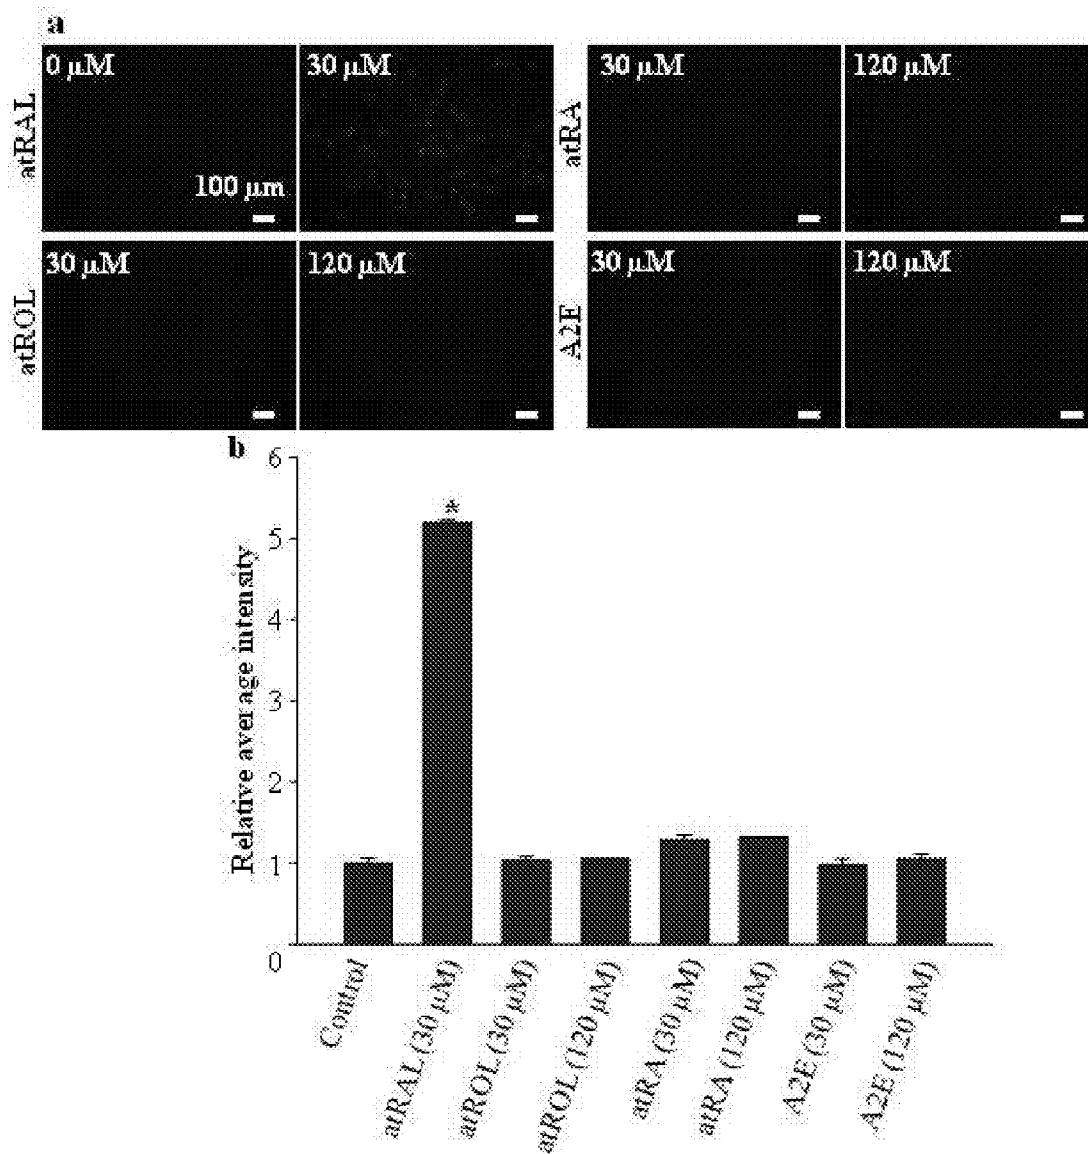 a
atRAL
0 µM
30 µM
100 µm
atRA
30 µM
120 µM
atROL
30 µM
120 µM
A2E
30 µM
120 µM
b
Relative average intensity
6
5
4
3
2
1
0
*
Control
atRAL (30 µM)
atROL (30 µM)
atROL (120 µM)
atRA (30 µM)
atRA (120 µM)
A2E (30 µM)
A2E (120 µM)